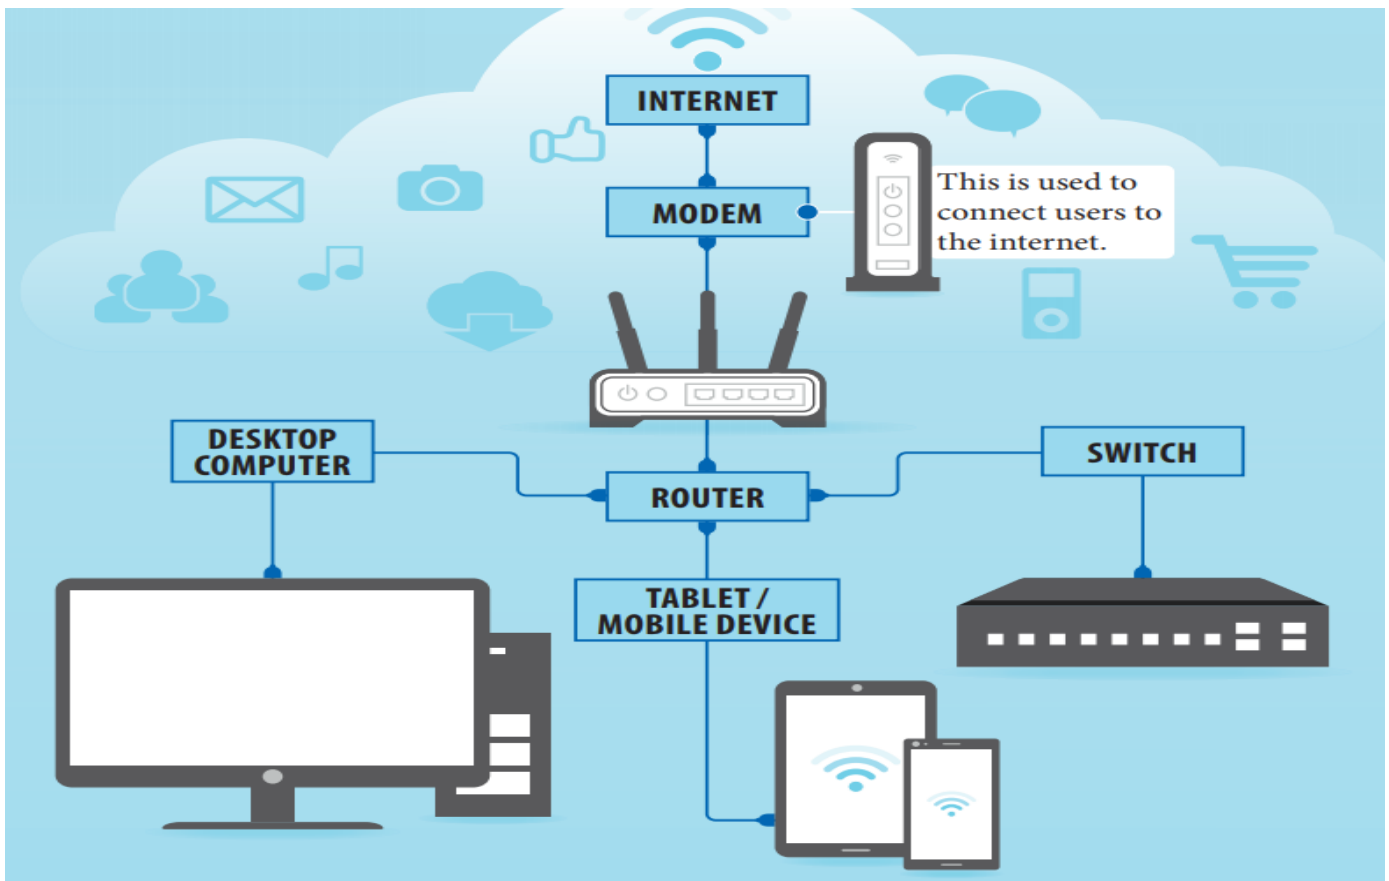 INTERNET
MODEM
This is used to
connect users to
the internet.
DESKTOP
COMPUTER
ROUTER
SWITCH
TABLET /
MOBILE DEVICE